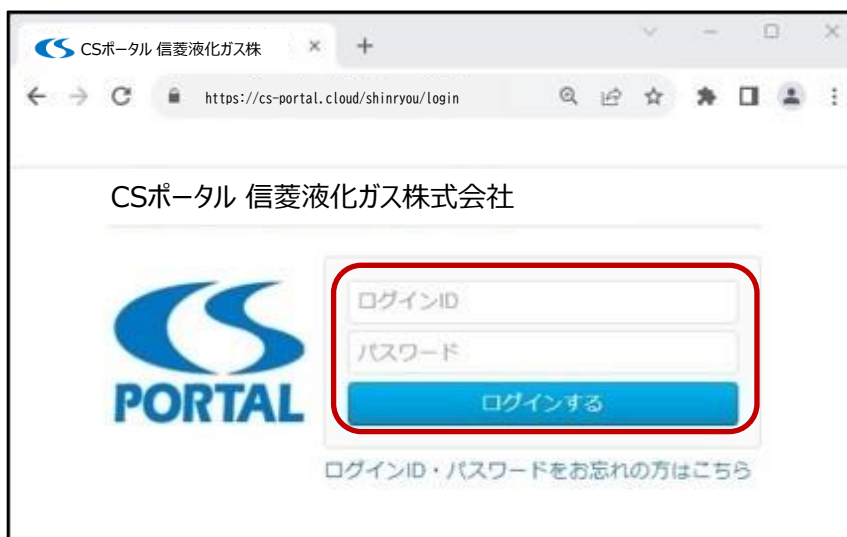 CSポータル 信菱液化ガス株
https://cs-portal.cloud/shinryou/login
CSポータル 信菱液化ガス株式会社
CS
PORTAL
ログインID
パスワード
ログインする
ログインID・パスワードをお忘れの方はこちら